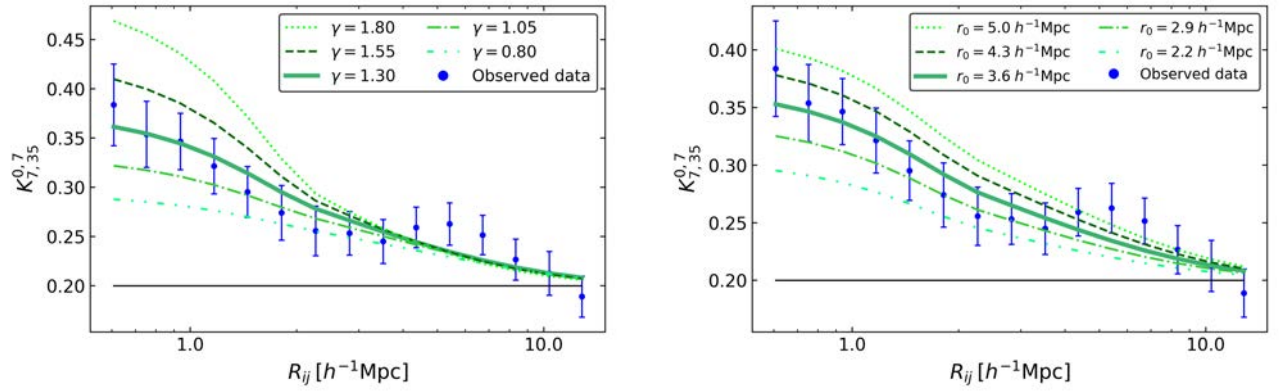 γ = 1.80
γ = 1.05
γ = 1.55
γ = 0.80
γ = 1.30
Observed data
0.45
0.40
0.35
0.30
0.25
0.20
K^{0, 7}_{7, 35}
1.0
10.0
R_{ij} [h^{-1}Mpc]
r_0 = 5.0 h^{-1}Mpc
r_0 = 2.9 h^{-1}Mpc
r_0 = 4.3 h^{-1}Mpc
r_0 = 2.2 h^{-1}Mpc
r_0 = 3.6 h^{-1}Mpc
Observed data
0.40
0.35
0.30
0.25
0.20
K^{0, 7}_{7, 35}
1.0
10.0
R_{ij} [h^{-1}Mpc]